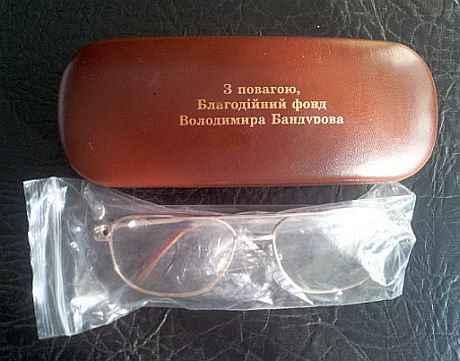 З повагою,
Благодійний фонд
Володимира Бандурова